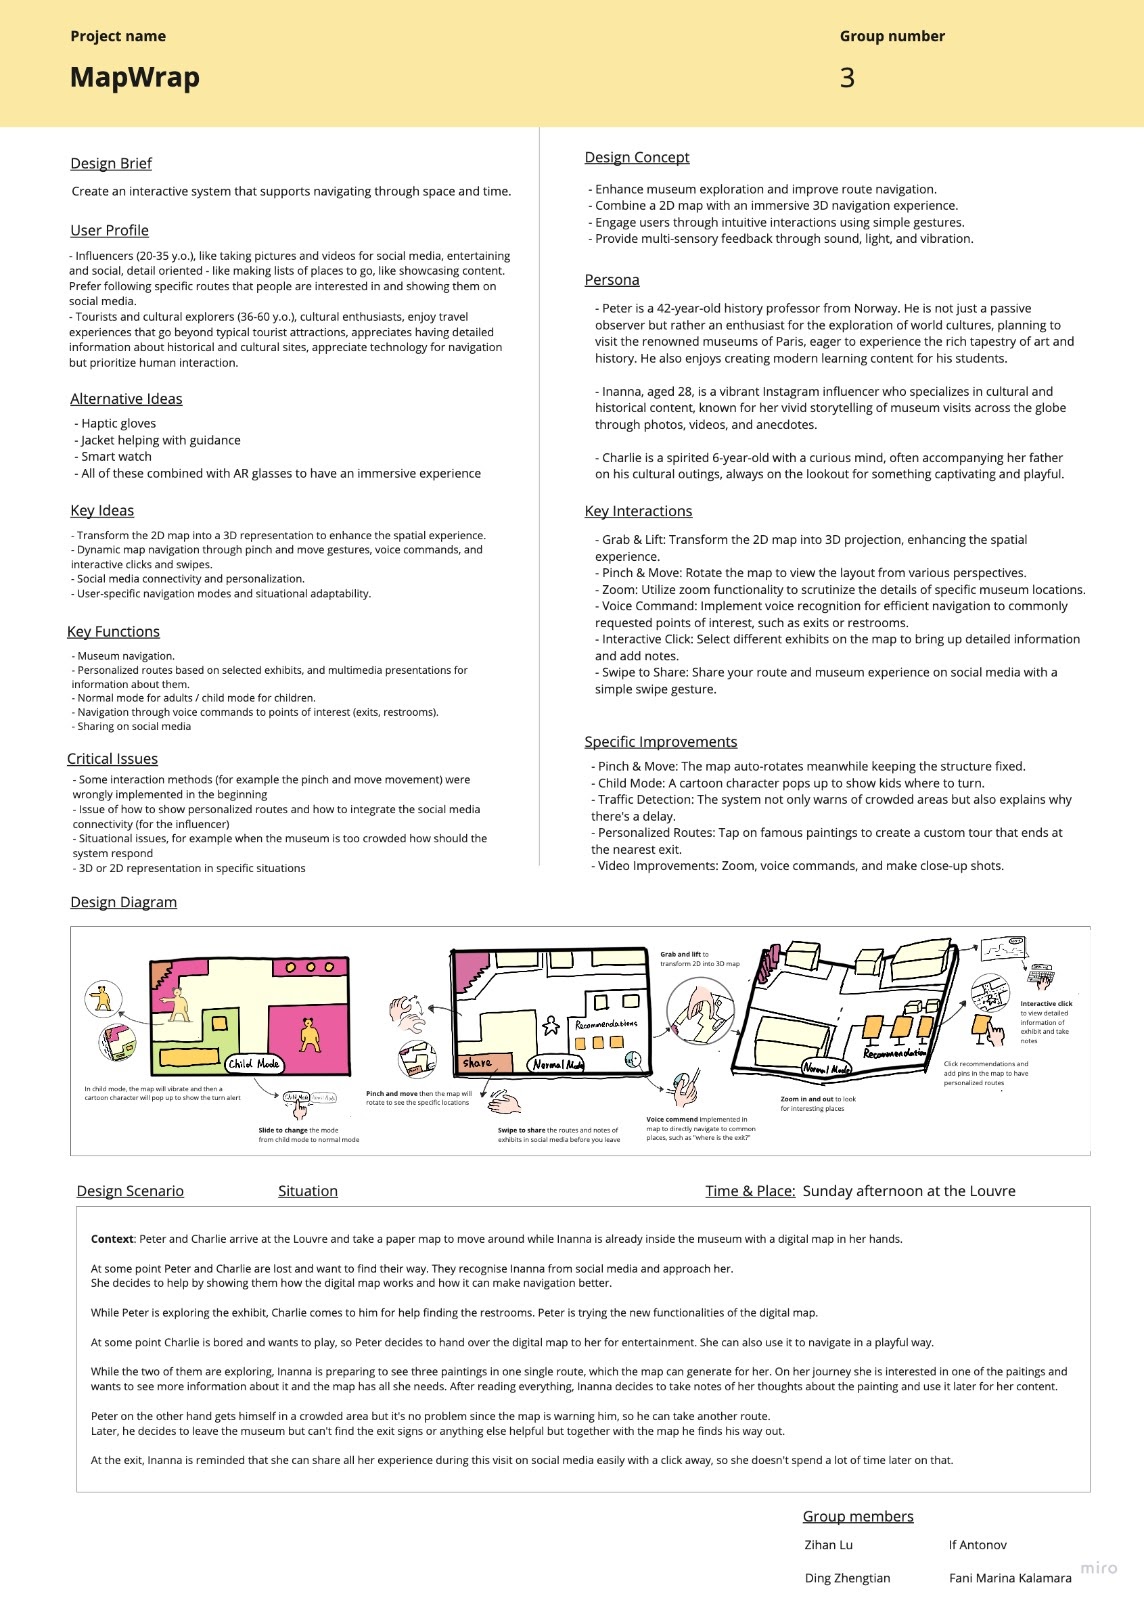 Project name
MapWrap
Group number
3
Design Brief
Create an interactive system that supports navigating through space and time.
User Profile
- Influencers (20-35 y.o.), like taking pictures and videos for social media, entertaining
and social, detail oriented - like making lists of places to go, like showcasing content.
Prefer following specific routes that people are interested in and showing them on
social media.
- Tourists and cultural explorers (36-60 y.o.), cultural enthusiasts, enjoy travel
experiences that go beyond typical tourist attractions, appreciates having detailed
information about historical and cultural sites, appreciate technology for navigation
but prioritize human interaction.
Alternative Ideas
- Haptic gloves
- Jacket helping with guidance
- Smart watch
- All of these combined with AR glasses to have an immersive experience
Key Ideas
- Transform the 2D map into a 3D representation to enhance the spatial experience.
- Dynamic map navigation through pinch and move gestures, voice commands, and
interactive clicks and swipes.
- Social media connectivity and personalization.
- User-specific navigation modes and situational adaptability.
Key Functions
- Museum navigation.
- Personalized routes based on selected exhibits, and multimedia presentations for
information about them.
- Normal mode for adults / child mode for children.
- Navigation through voice commands to points of interest (exits, restrooms).
- Sharing on social media
Critical Issues
- Some interaction methods (for example the pinch and move movement) were
wrongly implemented in the beginning
- Issue of how to show personalized routes and how to integrate the social media
connectivity (for the influencer)
- Situational issues, for example when the museum is too crowded how should the
system respond
- 3D or 2D representation in specific situations
Design Concept
- Enhance museum exploration and improve route navigation.
- Combine a 2D map with an immersive 3D navigation experience.
- Engage users through intuitive interactions using simple gestures.
- Provide multi-sensory feedback through sound, light, and vibration.
Persona
- Peter is a 42-year-old history professor from Norway. He is not just a passive
observer but rather an enthusiast for the exploration of world cultures, planning to
visit the renowned museums of Paris, eager to experience the rich tapestry of art and
history. He also enjoys creating modern learning content for his students.
- Inanna, aged 28, is a vibrant Instagram influencer who specializes in cultural and
historical content, known for her vivid storytelling of museum visits across the globe
through photos, videos, and anecdotes.
- Charlie is a spirited 6-year-old with a curious mind, often accompanying her father
on his cultural outings, always on the lookout for something captivating and playful.
Key Interactions
- Grab & Lift: Transform the 2D map into 3D projection, enhancing the spatial
experience.
- Pinch & Move: Rotate the map to view the layout from various perspectives.
- Zoom: Utilize zoom functionality to scrutinize the details of specific museum locations.
- Voice Command: Implement voice recognition for efficient navigation to commonly
requested points of interest, such as exits or restrooms.
- Interactive Click: Select different exhibits on the map to bring up detailed information
and add notes.
- Swipe to Share: Share your route and museum experience on social media with a
simple swipe gesture.
Specific Improvements
- Pinch & Move: The map auto-rotates meanwhile keeping the structure fixed.
- Child Mode: A cartoon character pops up to show kids where to turn.
- Traffic Detection: The system not only warns of crowded areas but also explains why
there's a delay.
- Personalized Routes: Tap on famous paintings to create a custom tour that ends at
the nearest exit.
- Video Improvements: Zoom, voice commands, and make close-up shots.
Design Diagram
Child Mode
In child mode, the map will vibrate and then a
cartoon character will pop up to show the turn alert
Slide to change the mode
from child mode to normal mode
Recommendations
share
Normal Mode
Pinch and move then the map will
rotate to see the specific locations
Swipe to share the routes and notes of
exhibits in social media before you leave
Grab and lift to
transform 2D into 3D map
Voice commend implemented in
map to directly navigate to common
places, such as "where is the exit?"
Recommendation
Normal Mode
Zoom in and out to look
for interesting places
Interactive click
to view detailed
information of
exhibit and take
notes
Click recommendations and
add pins in the map to have
personalized routes
Design Scenario
Situation
Time & Place: Sunday afternoon at the Louvre
Context: Peter and Charlie arrive at the Louvre and take a paper map to move around while Inanna is already inside the museum with a digital map in her hands.
At some point Peter and Charlie are lost and want to find their way. They recognise Inanna from social media and approach her.
She decides to help by showing them how the digital map works and how it can make navigation better.
While Peter is exploring the exhibit, Charlie comes to him for help finding the restrooms. Peter is trying the new functionalities of the digital map.
At some point Charlie is bored and wants to play, so Peter decides to hand over the digital map to her for entertainment. She can also use it to navigate in a playful way.
While the two of them are exploring, Inanna is preparing to see three paintings in one single route, which the map can generate for her. On her journey she is interested in one of the paitings and
wants to see more information about it and the map has all she needs. After reading everything, Inanna decides to take notes of her thoughts about the painting and use it later for her content.
Peter on the other hand gets himself in a crowded area but it's no problem since the map is warning him, so he can take another route.
Later, he decides to leave the museum but can't find the exit signs or anything else helpful but together with the map he finds his way out.
At the exit, Inanna is reminded that she can share all her experience during this visit on social media easily with a click away, so she doesn't spend a lot of time later on that.
Group members
Zihan Lu
If Antonov
Ding Zhengtian
Fani Marina Kalamara
miro